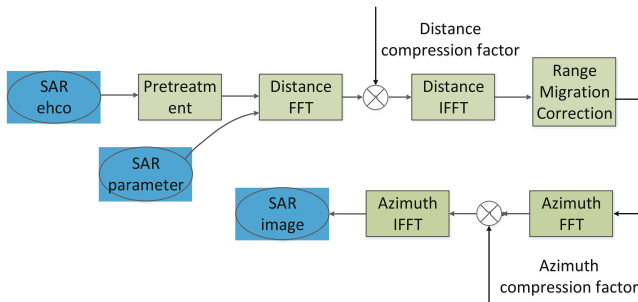 Distance
compression factor
SAR
ehco
Pretreatm
ent
Distance
FFT
Distance
IFFT
Range
Migration
Correction
SAR
parameter
SAR
image
Azimuth
IFFT
Azimuth
FFT
Azimuth
compression factor